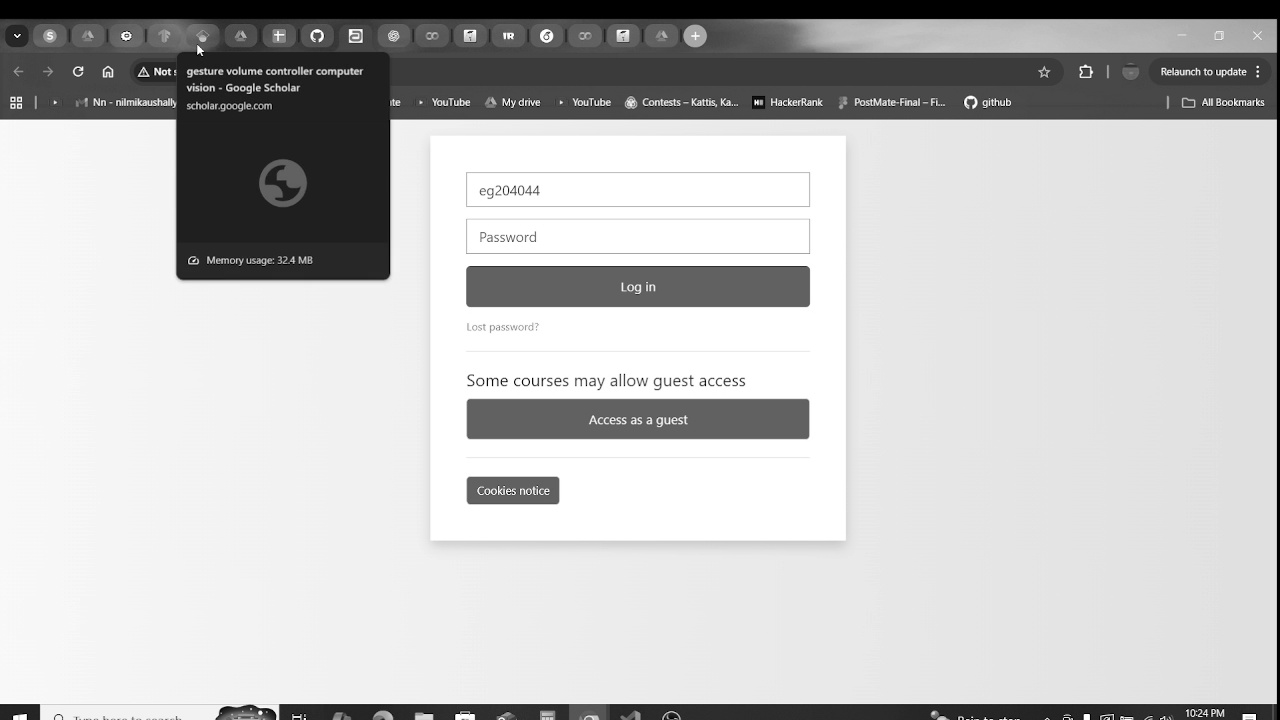 Not s
Relaunch to update
Nn - nilmikaushally
te
YouTube
My drive
YouTube
Contests – Kattis, Ka...
HackerRank
PostMate-Final – Fi...
github
All Bookmarks
gesture volume controller computer
vision - Google Scholar
scholar.google.com
Memory usage: 32.4 MB
eg204044
Password
Log in
Lost password?
Some courses may allow guest access
Access as a guest
Cookies notice
Type here to search
Rain to stop
10:24 PM